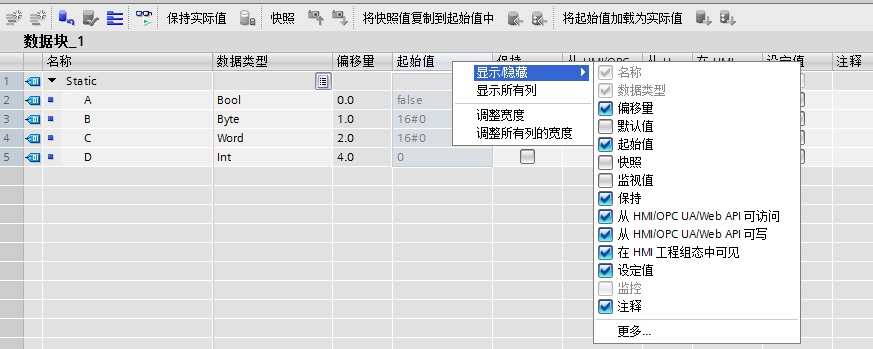 保持实际值 快照 将快照值复制到起始值中 将起始值加载为实际值
数据块_1
名称 数据类型 偏移量 起始值 保持 从 HMI/OPC 从 H 在 HMI 设定值 注释
1 Static
2 A Bool 0.0 false
3 B Byte 1.0 16#0
4 C Word 2.0 16#0
5 D Int 4.0 0
显示/隐藏
显示所有列
调整宽度
调整所有列的宽度
名称
数据类型
偏移量
默认值
起始值
快照
监视值
保持
从 HMI/OPC UA/Web API 可访问
从 HMI/OPC UA/Web API 可写
在 HMI 工程组态中可见
设定值
监控
注释
更多...